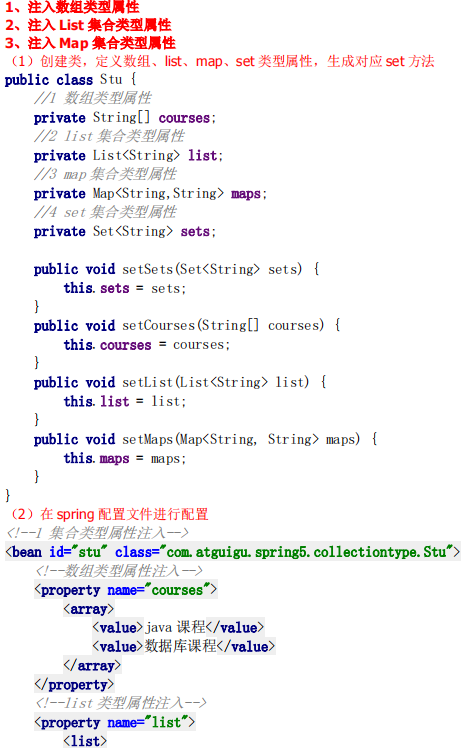 1、注入数组类型属性
2、注入 List 集合类型属性
3、注入 Map 集合类型属性
（1）创建类，定义数组、list、map、set 类型属性，生成对应 set 方法
public class Stu {
    //1 数组类型属性
    private String[] courses;
    //2 list 集合类型属性
    private List<String> list;
    //3 map 集合类型属性
    private Map<String,String> maps;
    //4 set 集合类型属性
    private Set<String> sets;

    public void setSets(Set<String> sets) {
        this.sets = sets;
    }
    public void setCourses(String[] courses) {
        this.courses = courses;
    }
    public void setList(List<String> list) {
        this.list = list;
    }
    public void setMaps(Map<String, String> maps) {
        this.maps = maps;
    }
}
（2）在 spring 配置文件进行配置
<!--1 集合类型属性注入-->
<bean id="stu" class="com.atguigu.spring5.collectiontype.Stu">
    <!--数组类型属性注入-->
    <property name="courses">
        <array>
            <value>java 课程</value>
            <value>数据库课程</value>
        </array>
    </property>
    <!--list 类型属性注入-->
    <property name="list">
        <list>